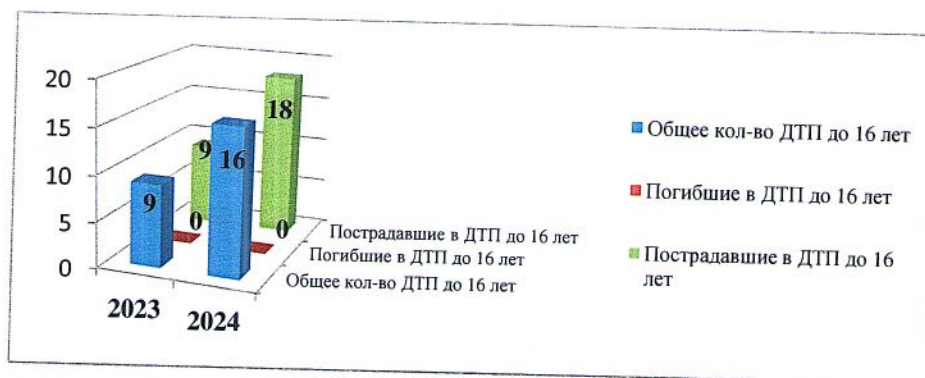 20
15
10
5
0
9
0
9
16
0
18
2023
2024
Пострадавшие в ДТП до 16 лет
Погибшие в ДТП до 16 лет
Общее кол-во ДТП до 16 лет
Общее кол-во ДТП до 16 лет
Погибшие в ДТП до 16 лет
Пострадавшие в ДТП до 16
лет